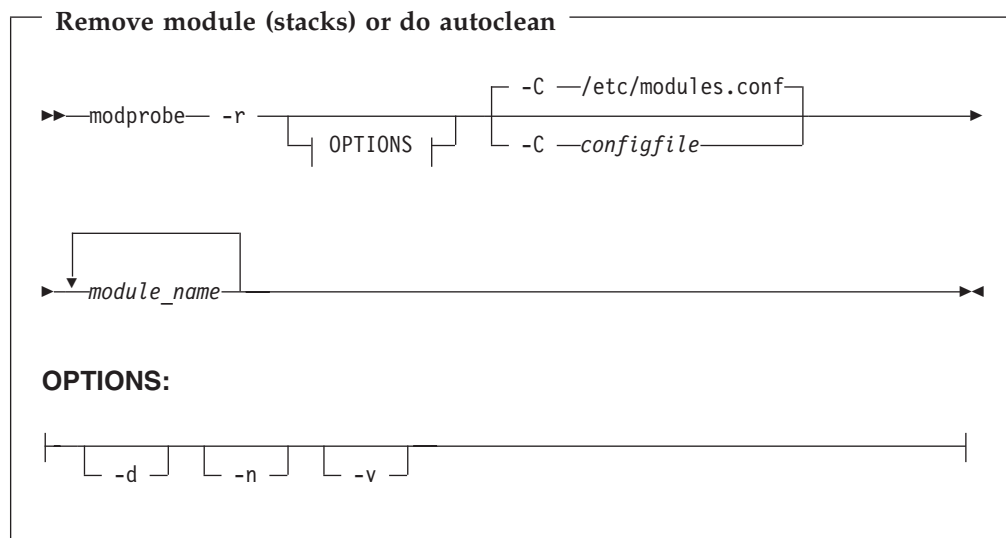 Remove module (stacks) or do autoclean
-C /etc/modules.conf
modprobe -r
OPTIONS
-C configfile
module_name
OPTIONS:
-d -n -v